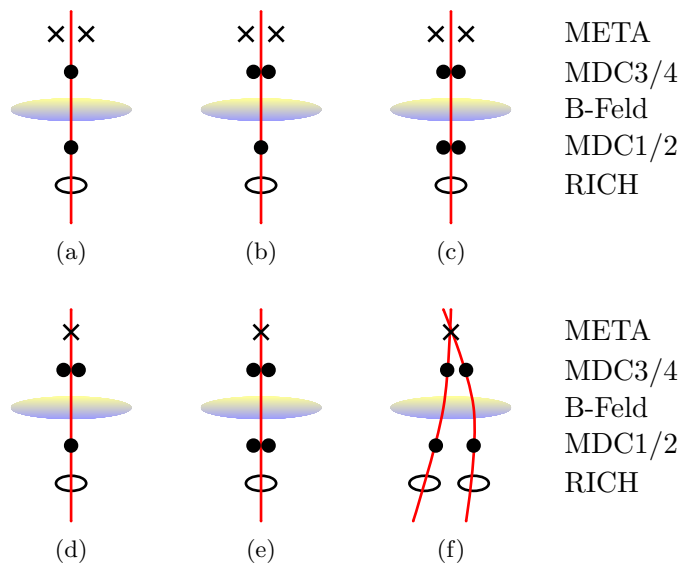 META
MDC3/4
B-Feld
MDC1/2
RICH
(a) (b) (c)
META
MDC3/4
B-Feld
MDC1/2
RICH
(d) (e) (f)